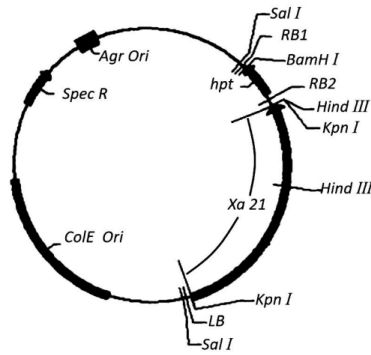 Sal I
RB1
BamH I
hpt
RB2
Hind III
Kpn I
Hind III
Xa 21
Kpn I
LB
Sal I
ColE Ori
Spec R
Agr Ori